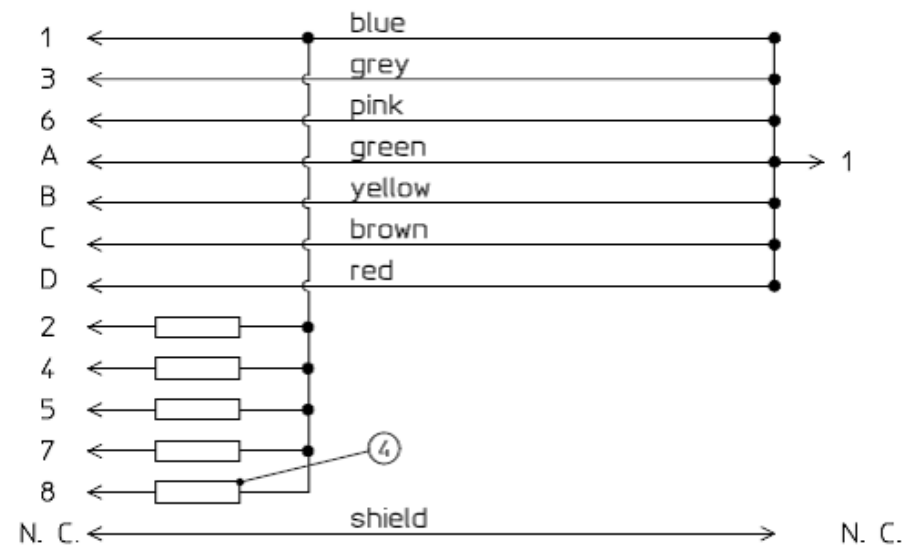 1 blue
3 grey
6 pink
A green 1
B yellow
C brown
D red
2
4
5
7 4
8
N. C. shield N. C.